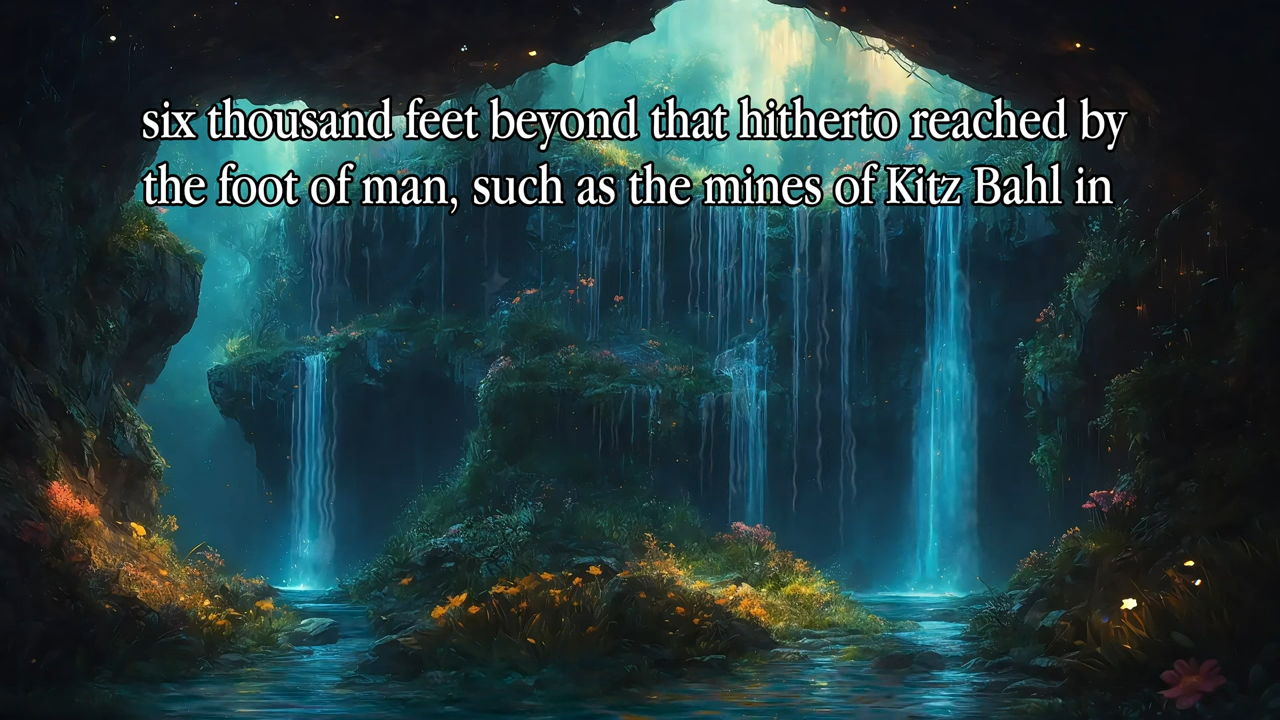 six thousand feet beyond that hitherto reached by
the foot of man, such as the mines of Kitz Bahl in